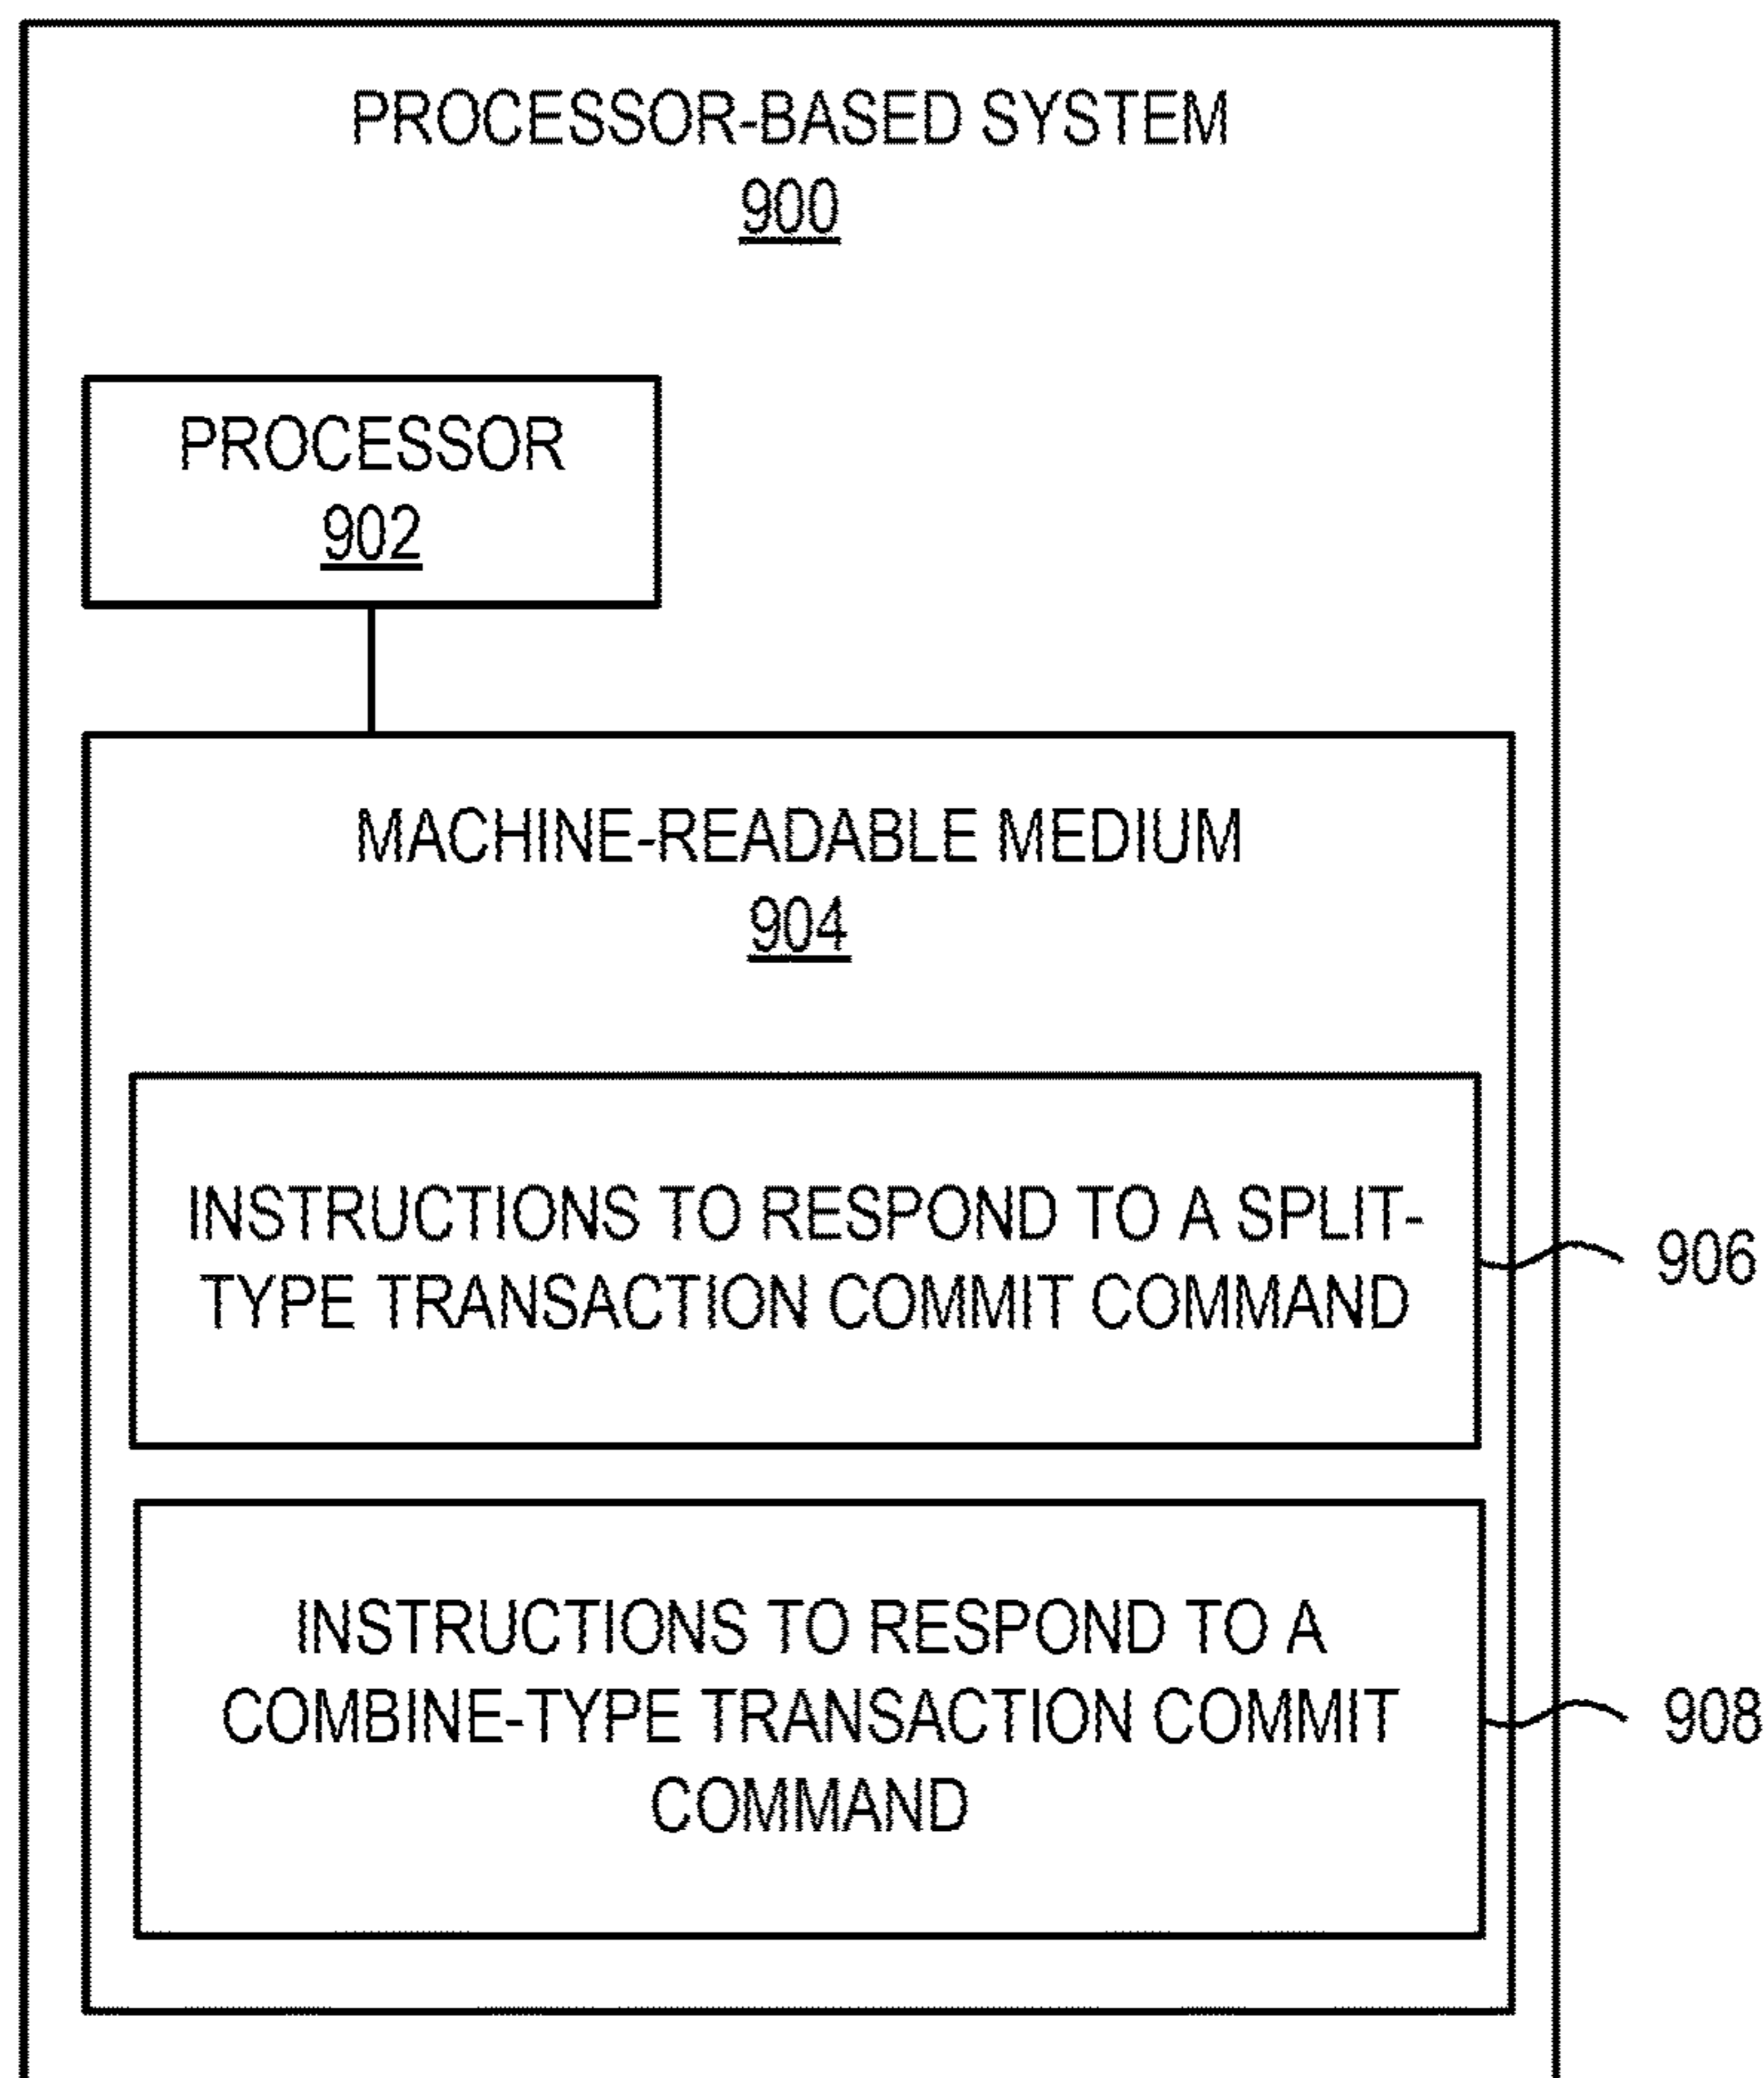 PROCESSOR-BASED SYSTEM
900
PROCESSOR
902
MACHINE-READABLE MEDIUM
904
INSTRUCTIONS TO RESPOND TO A SPLIT-
TYPE TRANSACTION COMMIT COMMAND
906
INSTRUCTIONS TO RESPOND TO A
COMBINE-TYPE TRANSACTION COMMIT
COMMAND
908